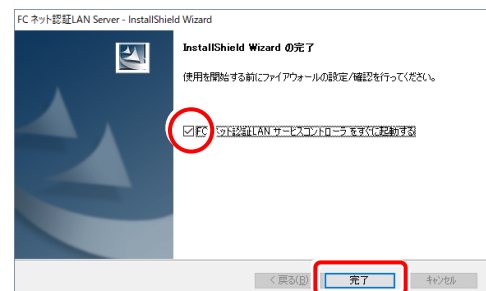 FC ネット認証LAN Server - InstallShield Wizard
InstallShield Wizard の完了
使用を開始する前にファイアウォールの設定/確認を行ってください。
FC ネット認証LAN サービスコントローラ をすぐに起動する
< 戻る(B)
完了
キャンセル